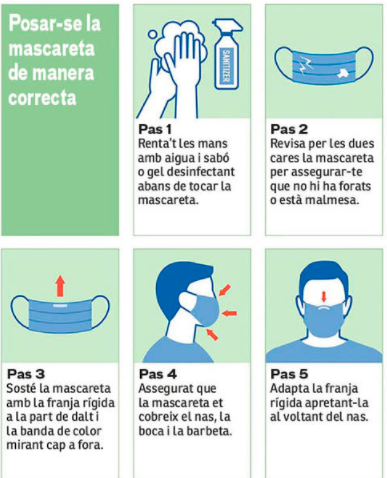 Posar-se la
mascareta
de manera
correcta
SANITIZER
Pas 1
Renta't les mans
amb aigua i sabó
o gel desinfectant
abans de tocar la
mascareta.
Pas 2
Revisa per les dues
cares la mascareta
per assegurar-te
que no hi ha forats
o està malmesa.
Pas 3
Sosté la mascareta
amb la franja rígida
a la part de dalt i
la banda de color
mirant cap a fora.
Pas 4
Assegurat que
la mascareta et
cobreix el nas, la
boca i la barbeta.
Pas 5
Adapta la franja
rígida apretant-la
al voltant del nas.